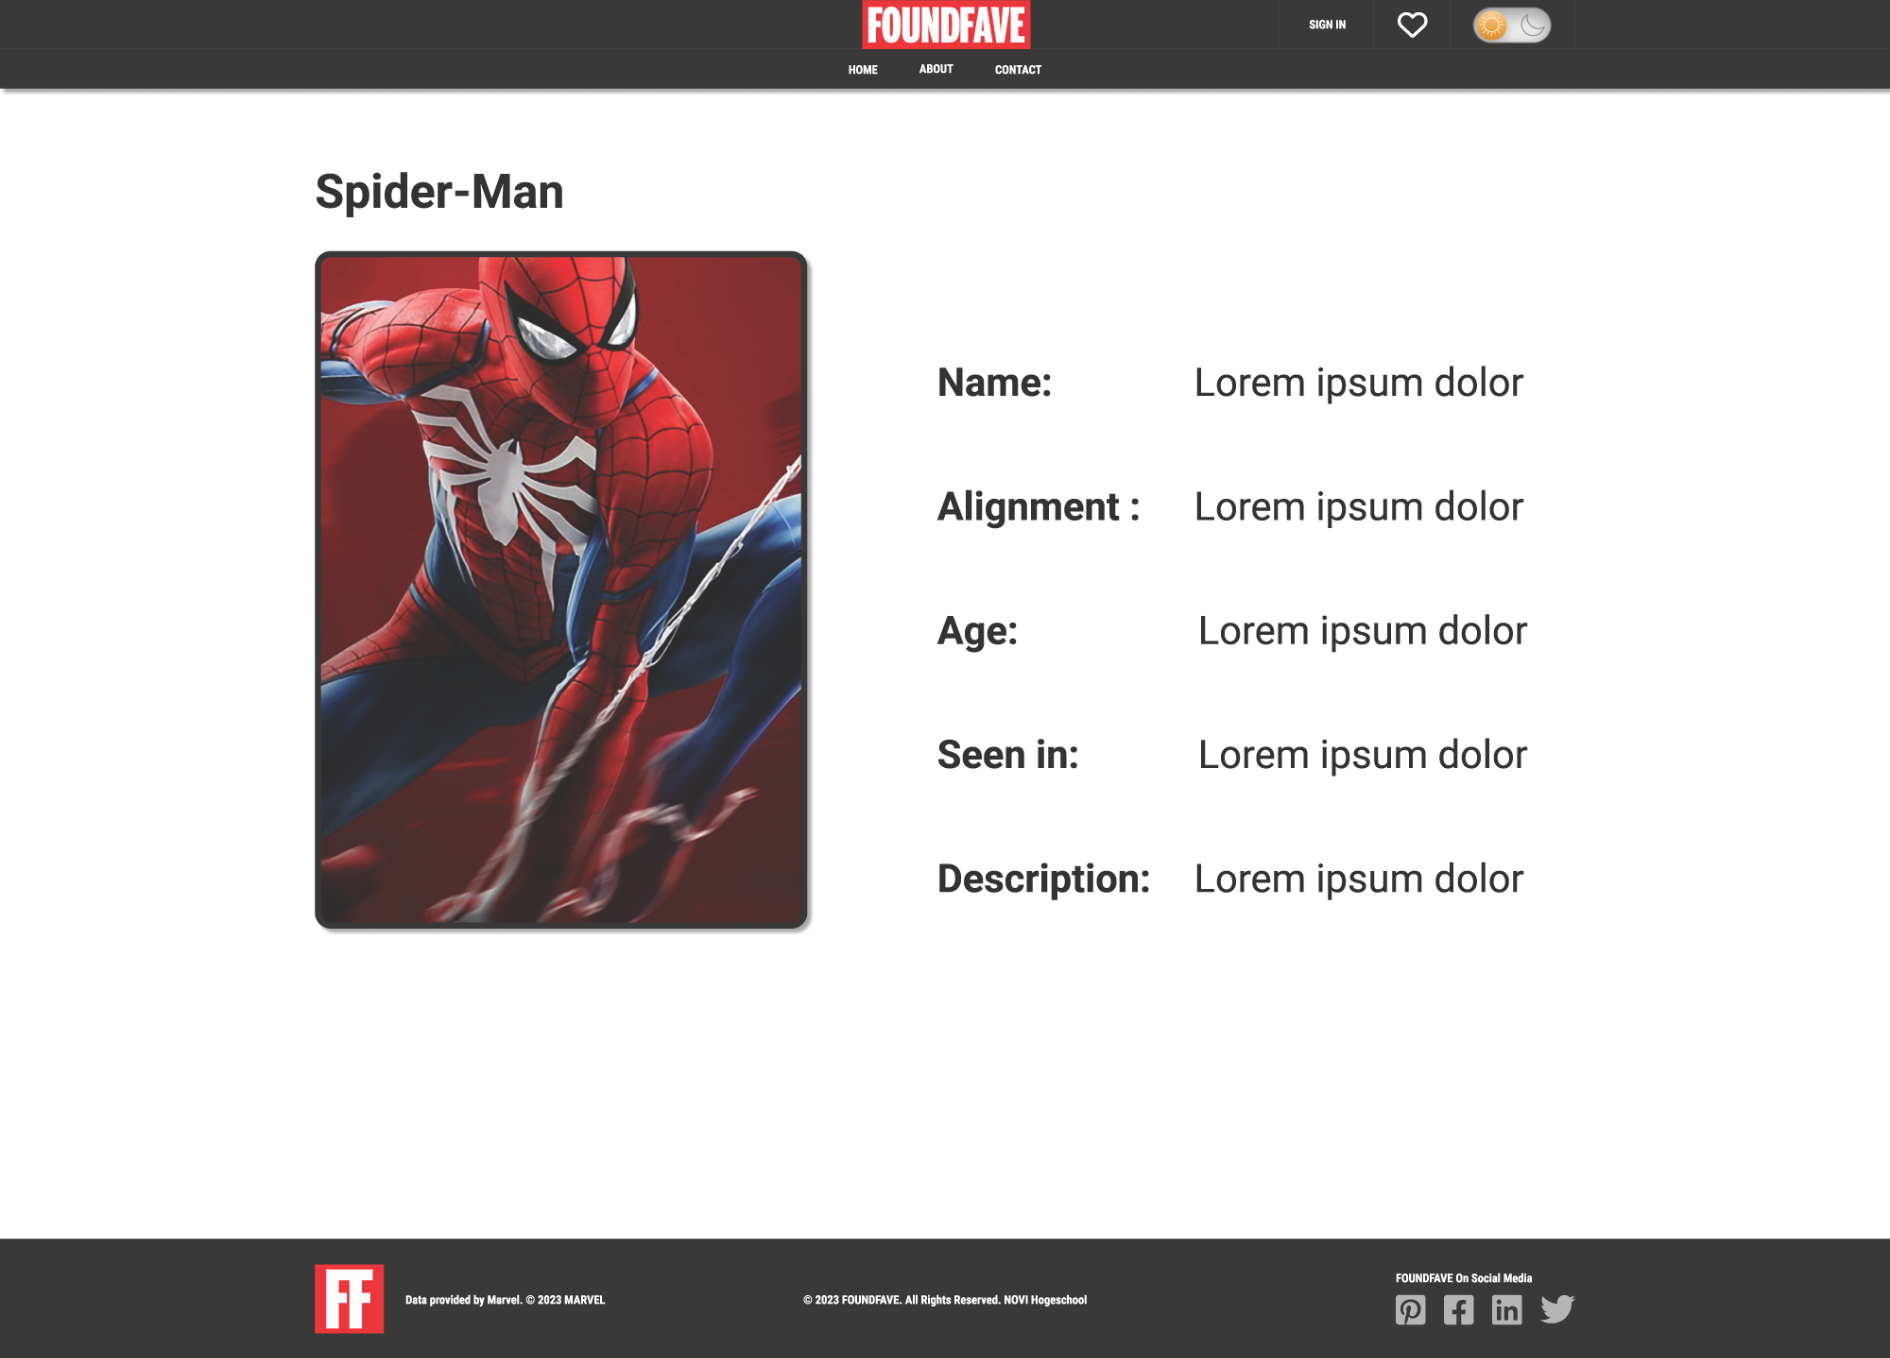 FOUNDFAVE
SIGN IN
HOME ABOUT CONTACT
Spider-Man
Name: Lorem ipsum dolor
Alignment : Lorem ipsum dolor
Age: Lorem ipsum dolor
Seen in: Lorem ipsum dolor
Description: Lorem ipsum dolor
FF
Data provided by Marvel. © 2023 MARVEL
© 2023 FOUNDFAVE. All Rights Reserved. NOVI Hogeschool
FOUNDFAVE On Social Media